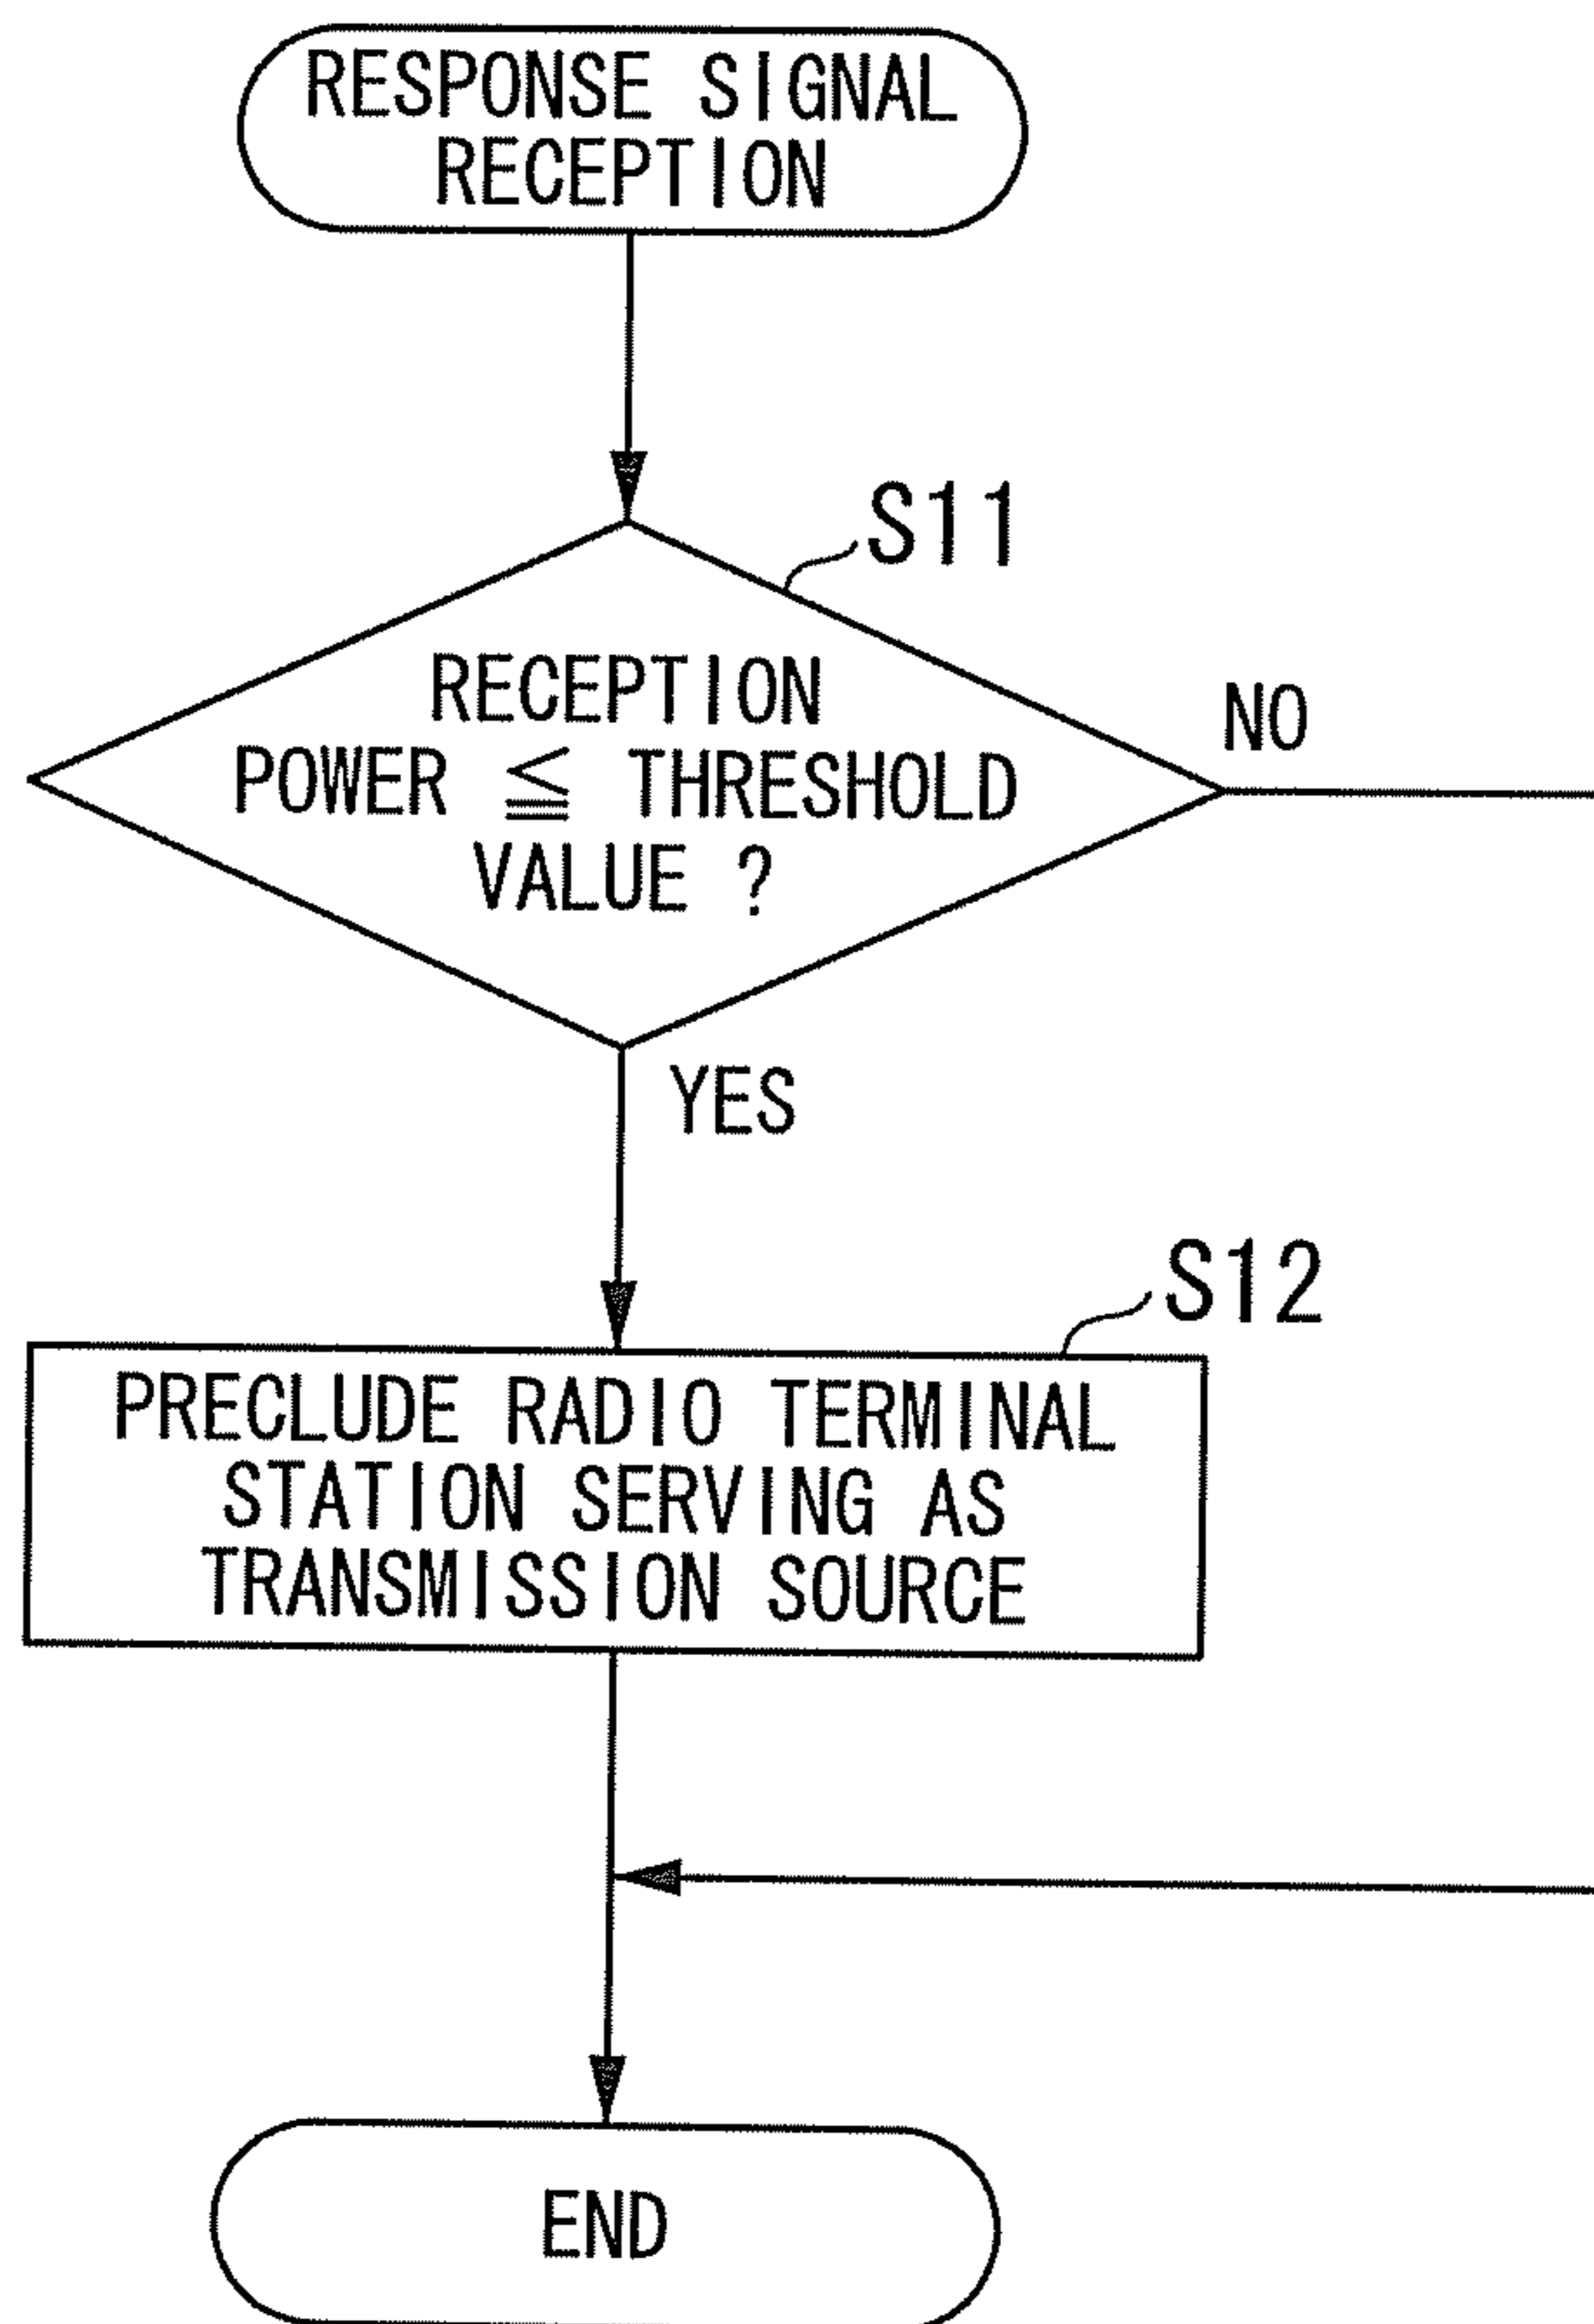 RESPONSE SIGNAL
RECEPTION
S11
RECEPTION
POWER ≦ THRESHOLD
VALUE ?
NO
YES
S12
PRECLUDE RADIO TERMINAL
STATION SERVING AS
TRANSMISSION SOURCE
END